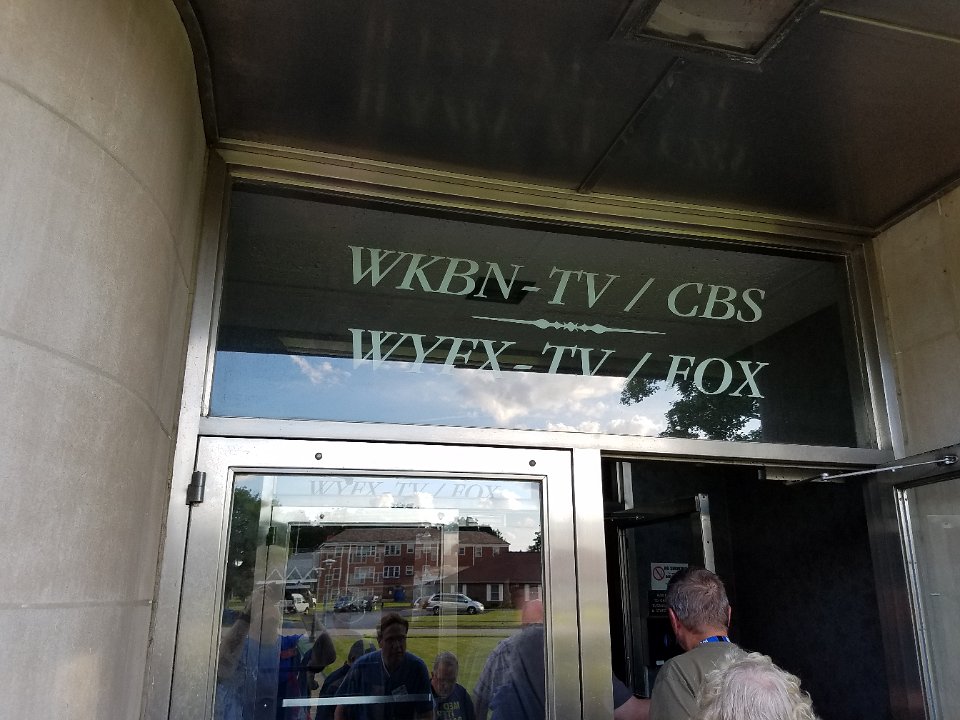 WKBN-TV / CBS
WYFX-TV / FOX
WYFX TV / FOX